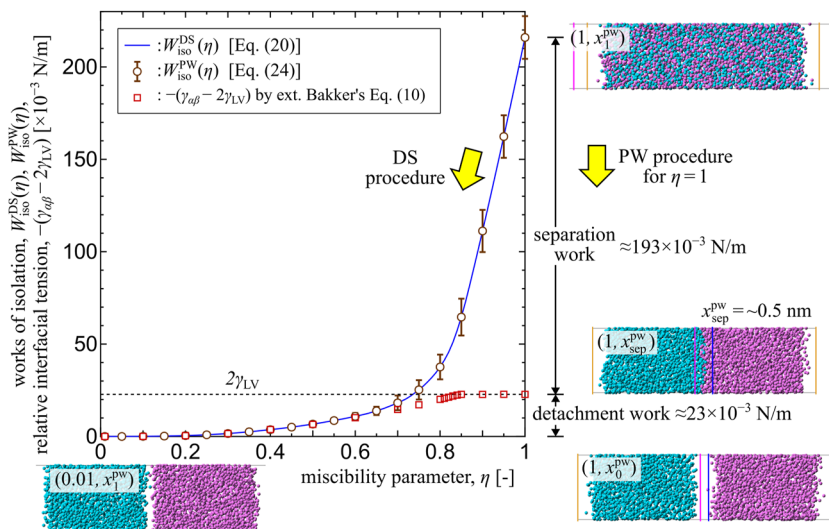 works of isolation, W_iso^DS(η), W_iso^PW(η),
relative interfacial tension, −(γ_αβ − 2γ_LV) [×10⁻³ N/m]
: W_iso^DS(η) [Eq. (20)]
: W_iso^PW(η) [Eq. (24)]
: −(γ_αβ − 2γ_LV) by ext. Bakker's Eq. (10)
200
150
100
50
0
DS
procedure
2γ_LV
0
0.2
0.4
0.6
0.8
1
miscibility parameter, η [-]
(0.01, x_1^pw)
(1, x_1^pw)
PW procedure
for η = 1
separation
work
≈193×10⁻³ N/m
x_sep^pw = ~0.5 nm
(1, x_sep^pw)
detachment work ≈23×10⁻³ N/m
(1, x_0^pw)